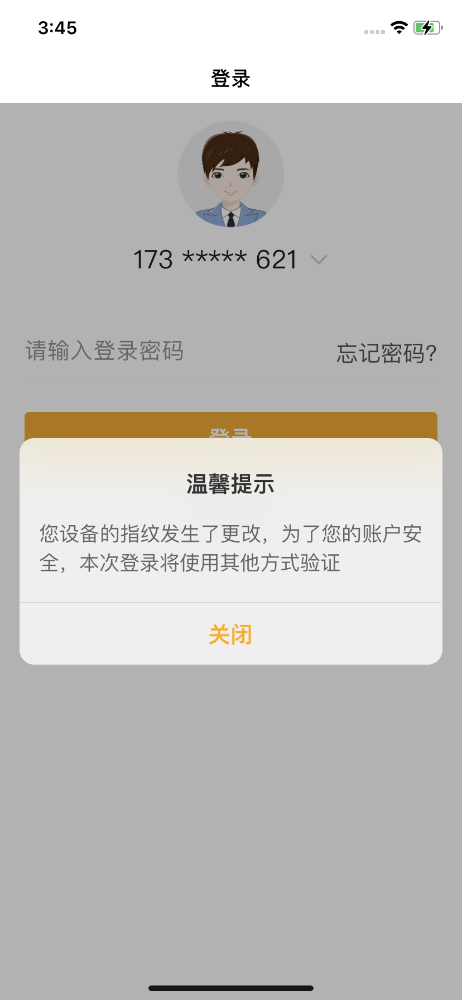 3:45
登录
173 ***** 621
请输入登录密码
忘记密码?
登录
温馨提示
您设备的指纹发生了更改，为了您的账户安
全，本次登录将使用其他方式验证
关闭